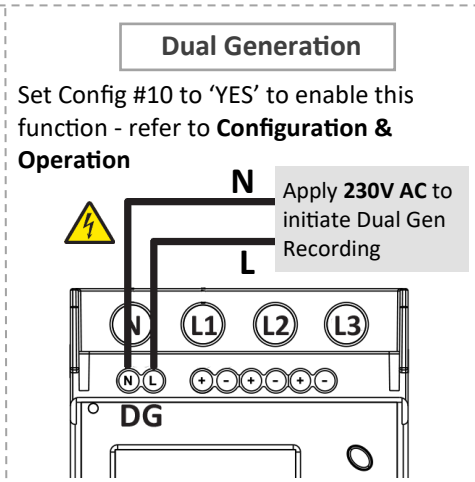 Dual Generation
Set Config #10 to ‘YES’ to enable this
function - refer to Configuration &
Operation
N
Apply 230V AC to
initiate Dual Gen
Recording
L
N L1 L2 L3
N L + - + - + -
DG